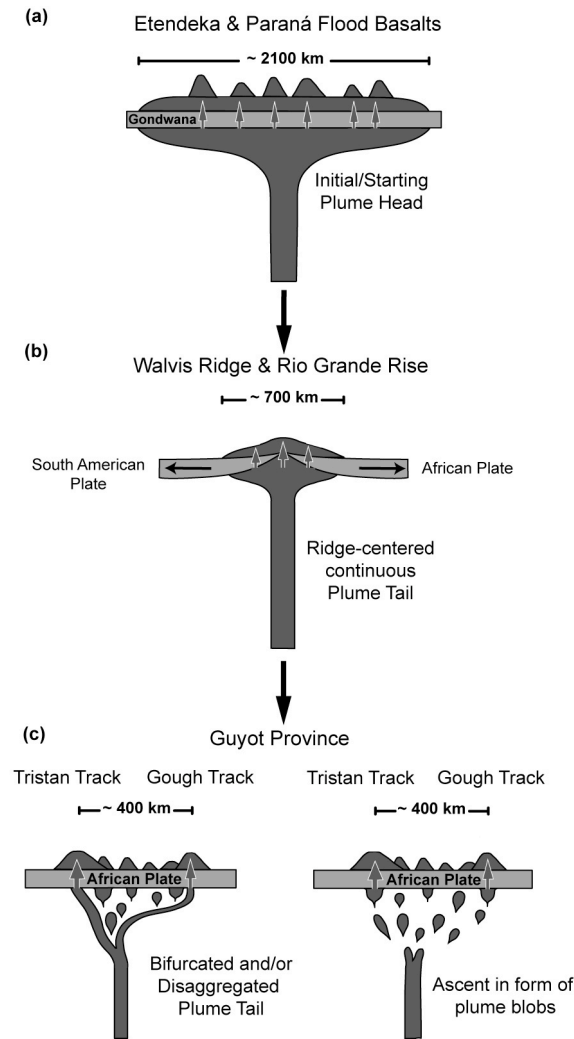 (a)
Etendeka & Paraná Flood Basalts
~ 2100 km
Gondwana
Initial/Starting
Plume Head
(b)
Walvis Ridge & Rio Grande Rise
~ 700 km
South American
Plate
African Plate
Ridge-centered
continuous
Plume Tail
(c)
Guyot Province
Tristan Track
Gough Track
~ 400 km
African Plate
Bifurcated and/or
Disaggregated
Plume Tail
Tristan Track
Gough Track
~ 400 km
African Plate
Ascent in form of
plume blobs